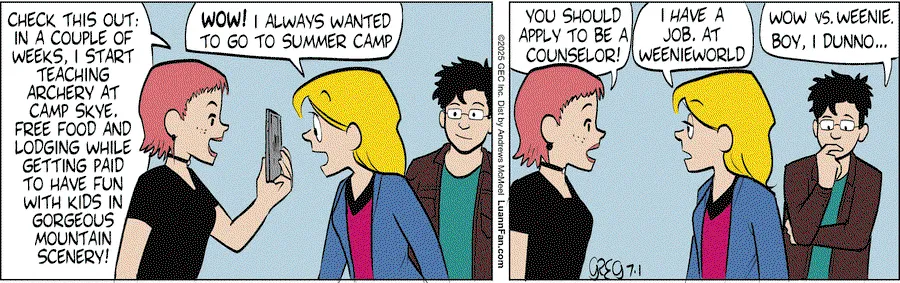 CHECK THIS OUT:
IN A COUPLE OF
WEEKS, I START
TEACHING
ARCHERY AT
CAMP SKYE.
FREE FOOD AND
LODGING WHILE
GETTING PAID
TO HAVE FUN
WITH KIDS IN
GORGEOUS
MOUNTAIN
SCENERY!
WOW! I ALWAYS WANTED
TO GO TO SUMMER CAMP
©2025 GEC Inc. Dist by Andrews McMeel LuannFan.com
YOU SHOULD
APPLY TO BE A
COUNSELOR!
I HAVE A
JOB. AT
WEENIEWORLD
WOW VS. WEENIE.
BOY, I DUNNO...
GREG 7.1